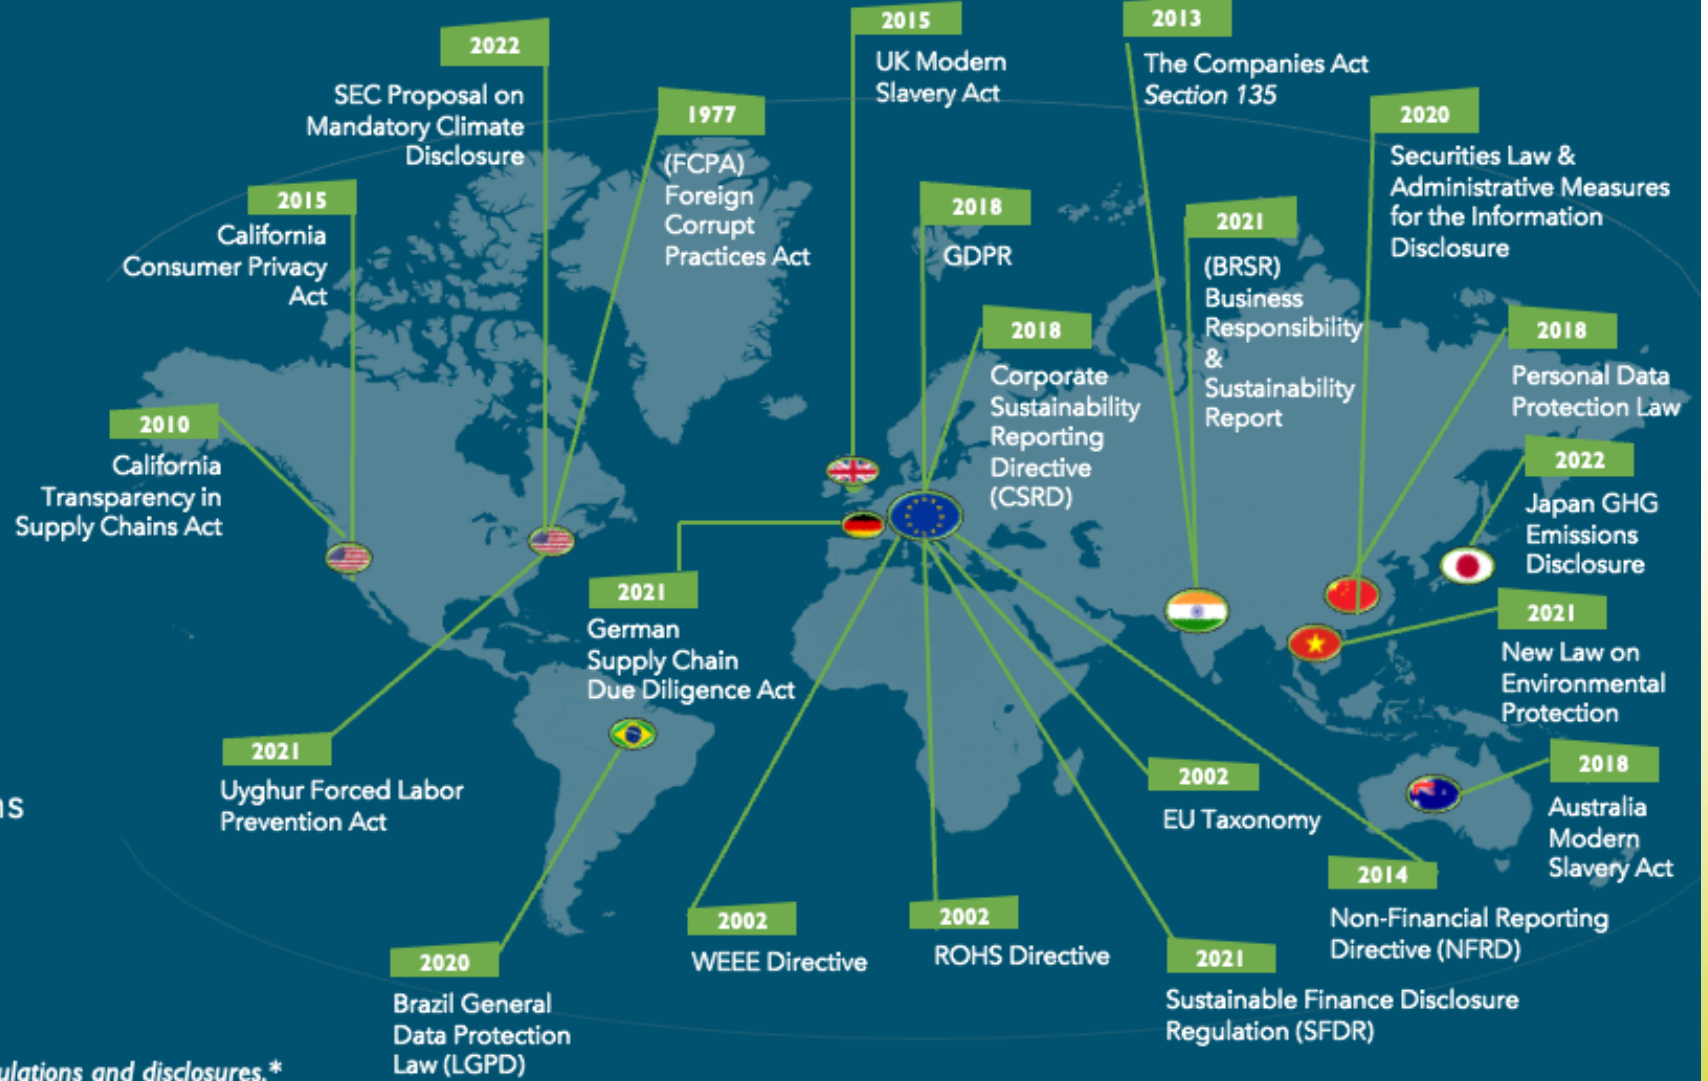 2022
SEC Proposal on
Mandatory Climate
Disclosure
1977
(FCPA)
Foreign
Corrupt
Practices Act
2015
UK Modern
Slavery Act
2013
The Companies Act
Section 135
2020
Securities Law &
Administrative Measures
for the Information
Disclosure
2015
California
Consumer Privacy
Act
2018
GDPR
2021
(BRSR)
Business
Responsibility
&
Sustainability
Report
2018
Corporate
Sustainability
Reporting
Directive
(CSRD)
2018
Personal Data
Protection Law
2010
California
Transparency in
Supply Chains Act
2022
Japan GHG
Emissions
Disclosure
2021
German
Supply Chain
Due Diligence Act
2021
New Law on
Environmental
Protection
2021
Uyghur Forced Labor
Prevention Act
2002
EU Taxonomy
2018
Australia
Modern
Slavery Act
2014
Non-Financial Reporting
Directive (NFRD)
2020
Brazil General
Data Protection
Law (LGPD)
2002
WEEE Directive
2002
ROHS Directive
2021
Sustainable Finance Disclosure
Regulation (SFDR)
and disclosures.*